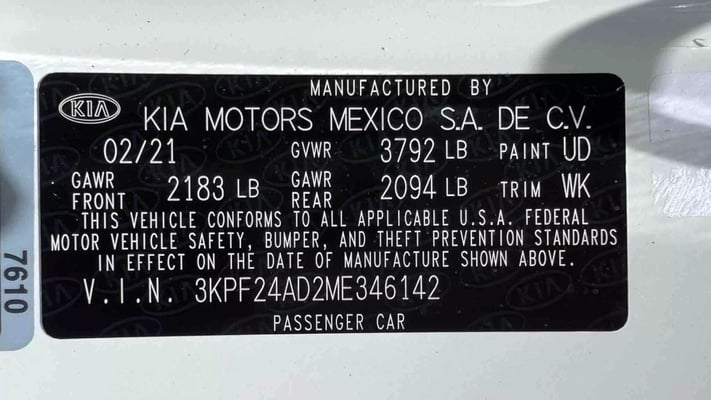 MANUFACTURED BY
KIA
KIA MOTORS MEXICO S.A. DE C.V.
02/21 GVWR 3792 LB PAINT UD
GAWR FRONT 2183 LB GAWR REAR 2094 LB TRIM WK
THIS VEHICLE CONFORMS TO ALL APPLICABLE U.S.A. FEDERAL
MOTOR VEHICLE SAFETY, BUMPER, AND THEFT PREVENTION STANDARDS
IN EFFECT ON THE DATE OF MANUFACTURE SHOWN ABOVE.
V.I.N. 3KPF24AD2ME346142
PASSENGER CAR
7610